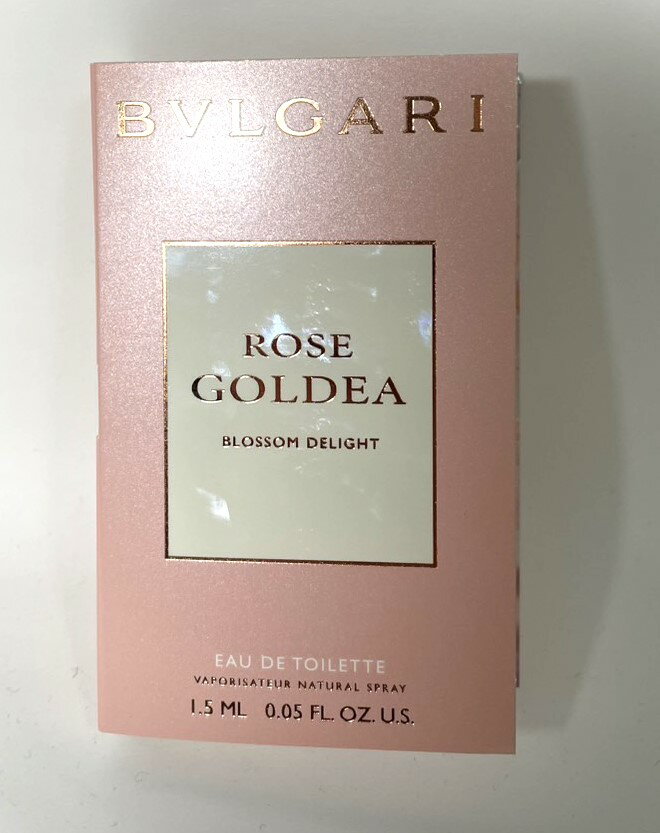 BVLGARI
ROSE
GOLDEA
BLOSSOM DELIGHT
EAU DE TOILETTE
VAPORISATEUR NATURAL SPRAY
1.5 ML 0.05 FL. OZ. U.S.